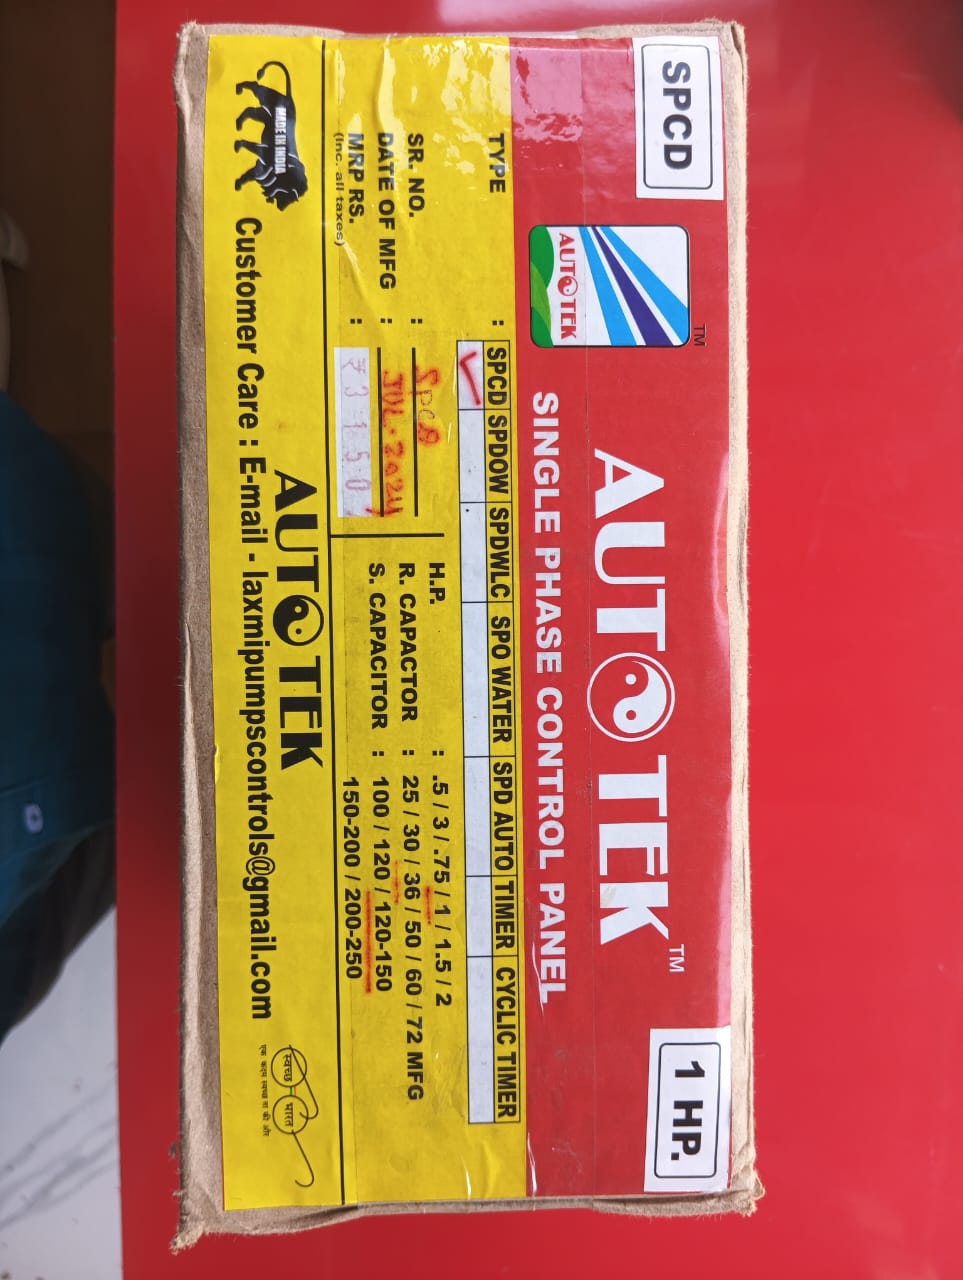 SPCD
AUTOTEK
TM
AUTOTEK TM
1 HP.
SINGLE PHASE CONTROL PANEL
TYPE : SPCD SPDOW SPDWLC SPO WATER SPD AUTO TIMER CYCLIC TIMER
SR. NO. : SPCD
DATE OF MFG : JUL-2024
MRP RS. : ₹3150
(Inc. all taxes)
H.P. : .5 / 3 / .75 / 1 / 1.5 / 2
R. CAPACTOR : 25 / 30 / 36 / 50 / 60 / 72 MFG
S. CAPACITOR : 100 / 120 / 120-150
150-200 / 200-250
MADE IN INDIA
AUTOTEK
Customer Care : E-mail - laxmipumpscontrols@gmail.com
स्वच्छ भारत
एक कदम स्वच्छता की ओर